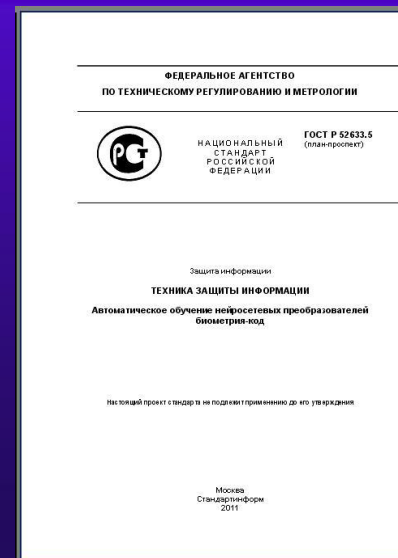 ФЕДЕРАЛЬНОЕ АГЕНТСТВО
ПО ТЕХНИЧЕСКОМУ РЕГУЛИРОВАНИЮ И МЕТРОЛОГИИ
РСТ
НАЦИОНАЛЬНЫЙ
СТАНДАРТ
РОССИЙСКОЙ
ФЕДЕРАЦИИ
ГОСТ Р 52633.5
(план-проспект)
Защита информации
ТЕХНИКА ЗАЩИТЫ ИНФОРМАЦИИ
Автоматическое обучение нейросетевых преобразователей
биометрия-код
Настоящий проект стандарта не подлежит применению до его утверждения
Москва
Стандартинформ
2011